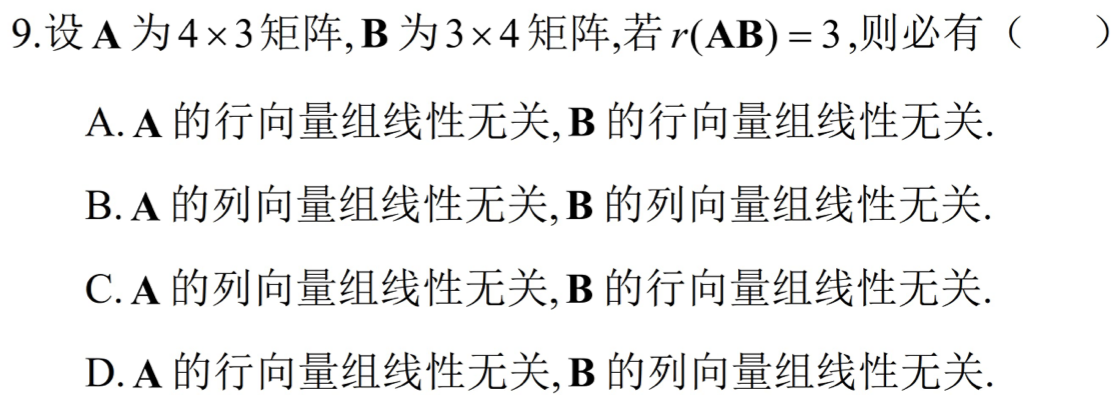 9.设 A 为 4×3 矩阵, B 为 3×4 矩阵,若 r(AB) = 3 ,则必有（　　）
A. A 的行向量组线性无关, B 的行向量组线性无关.
B. A 的列向量组线性无关, B 的列向量组线性无关.
C. A 的列向量组线性无关, B 的行向量组线性无关.
D. A 的行向量组线性无关, B 的列向量组线性无关.